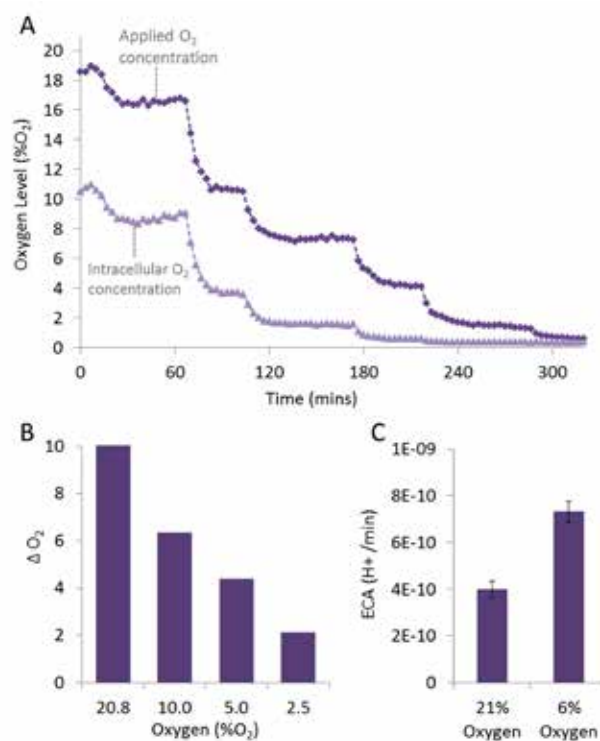 A
Applied O₂
concentration
20
18
16
14
12
10
8
6
4
2
0
Oxygen Level (%O₂)
Intracellular O₂
concentration
0 60 120 180 240 300
Time (mins)
B
10
8
6
4
2
0
Δ O₂
20.8 10.0 5.0 2.5
Oxygen (%O₂)
C
1E-09
8E-10
6E-10
4E-10
2E-10
0
ECA (H+ /min)
21% 6%
Oxygen Oxygen